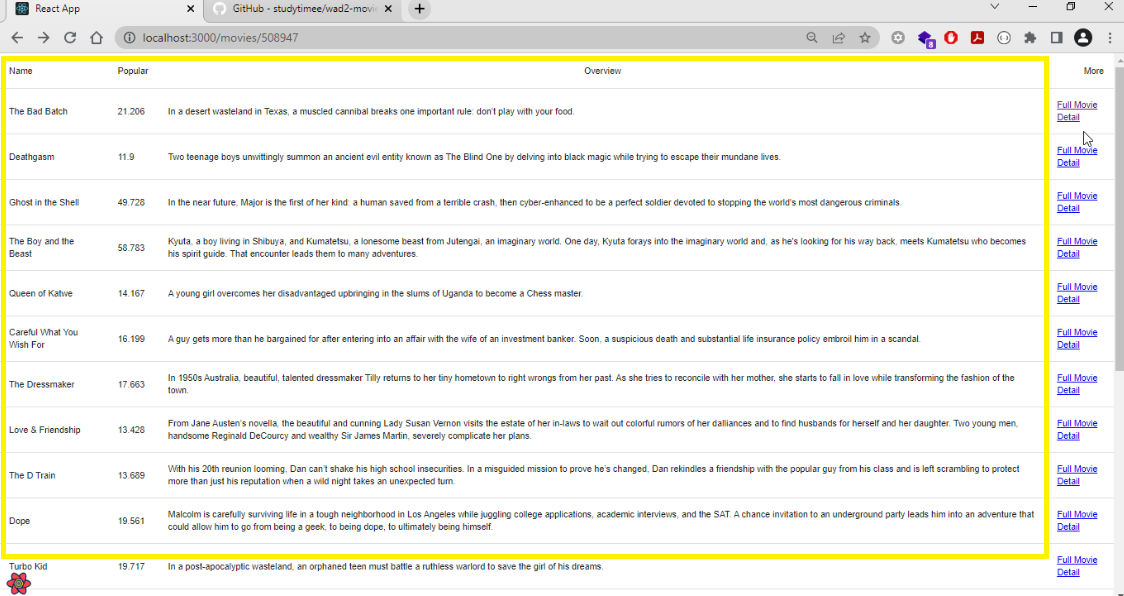 React App
GitHub - studytimee/wad2-movie
localhost:3000/movies/508947
8
Name Popular Overview More
The Bad Batch 21.206 In a desert wasteland in Texas, a muscled cannibal breaks one important rule: don't play with your food. Full Movie
Detail
Deathgasm 11.9 Two teenage boys unwittingly summon an ancient evil entity known as The Blind One by delving into black magic while trying to escape their mundane lives. Full Movie
Detail
Ghost in the Shell 49.728 In the near future, Major is the first of her kind: a human saved from a terrible crash, then cyber-enhanced to be a perfect soldier devoted to stopping the world's most dangerous criminals. Full Movie
Detail
The Boy and the
Beast
58.783
Kyuta, a boy living in Shibuya, and Kumatetsu, a lonesome beast from Jutengai, an imaginary world. One day, Kyuta forays into the imaginary world and, as he's looking for his way back, meets Kumatetsu who becomes
his spirit guide. That encounter leads them to many adventures.
Full Movie
Detail
Queen of Katwe 14.167 A young girl overcomes her disadvantaged upbringing in the slums of Uganda to become a Chess master. Full Movie
Detail
Careful What You
Wish For
16.199 A guy gets more than he bargained for after entering into an affair with the wife of an investment banker. Soon, a suspicious death and substantial life insurance policy embroil him in a scandal.
Full Movie
Detail
The Dressmaker 17.663
In 1950s Australia, beautiful, talented dressmaker Tilly returns to her tiny hometown to right wrongs from her past. As she tries to reconcile with her mother, she starts to fall in love while transforming the fashion of the
town.
Full Movie
Detail
Love & Friendship 13.428
From Jane Austen's novella, the beautiful and cunning Lady Susan Vernon visits the estate of her in-laws to wait out colorful rumors of her dalliances and to find husbands for herself and her daughter. Two young men,
handsome Reginald DeCourcy and wealthy Sir James Martin, severely complicate her plans.
Full Movie
Detail
The D Train 13.689
With his 20th reunion looming, Dan can't shake his high school insecurities. In a misguided mission to prove he's changed, Dan rekindles a friendship with the popular guy from his class and is left scrambling to protect
more than just his reputation when a wild night takes an unexpected turn.
Full Movie
Detail
Dope 19.561
Malcolm is carefully surviving life in a tough neighborhood in Los Angeles while juggling college applications, academic interviews, and the SAT. A chance invitation to an underground party leads him into an adventure that
could allow him to go from being a geek, to being dope, to ultimately being himself.
Full Movie
Detail
Turbo Kid 19.717 In a post-apocalyptic wasteland, an orphaned teen must battle a ruthless warlord to save the girl of his dreams. Full Movie
Detail